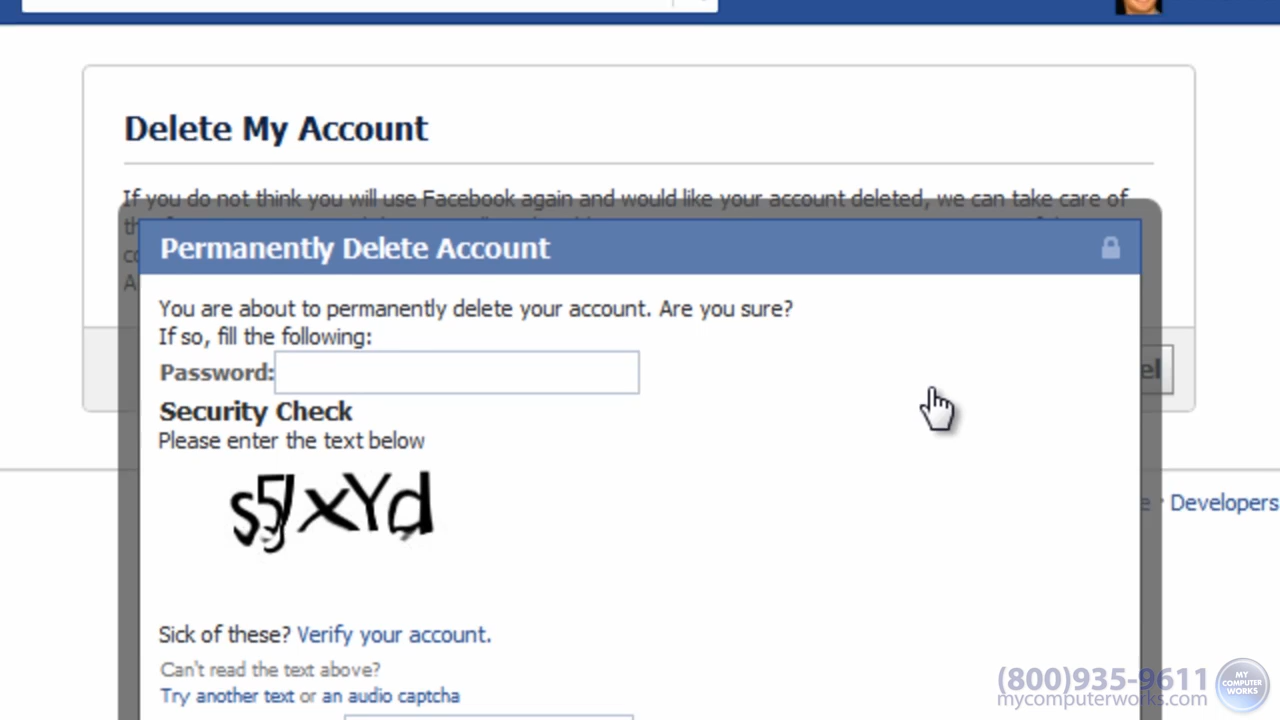 Delete My Account
If you do not think you will use Facebook again and would like your account deleted, we can take care of
Permanently Delete Account
You are about to permanently delete your account. Are you sure?
If so, fill the following:
Password:
Security Check
Please enter the text below
Developers
Sick of these? Verify your account.
Can't read the text above?
Try another text or an audio captcha
(800)935-9611
mycomputerworks.com
MY
COMPUTER
WORKS